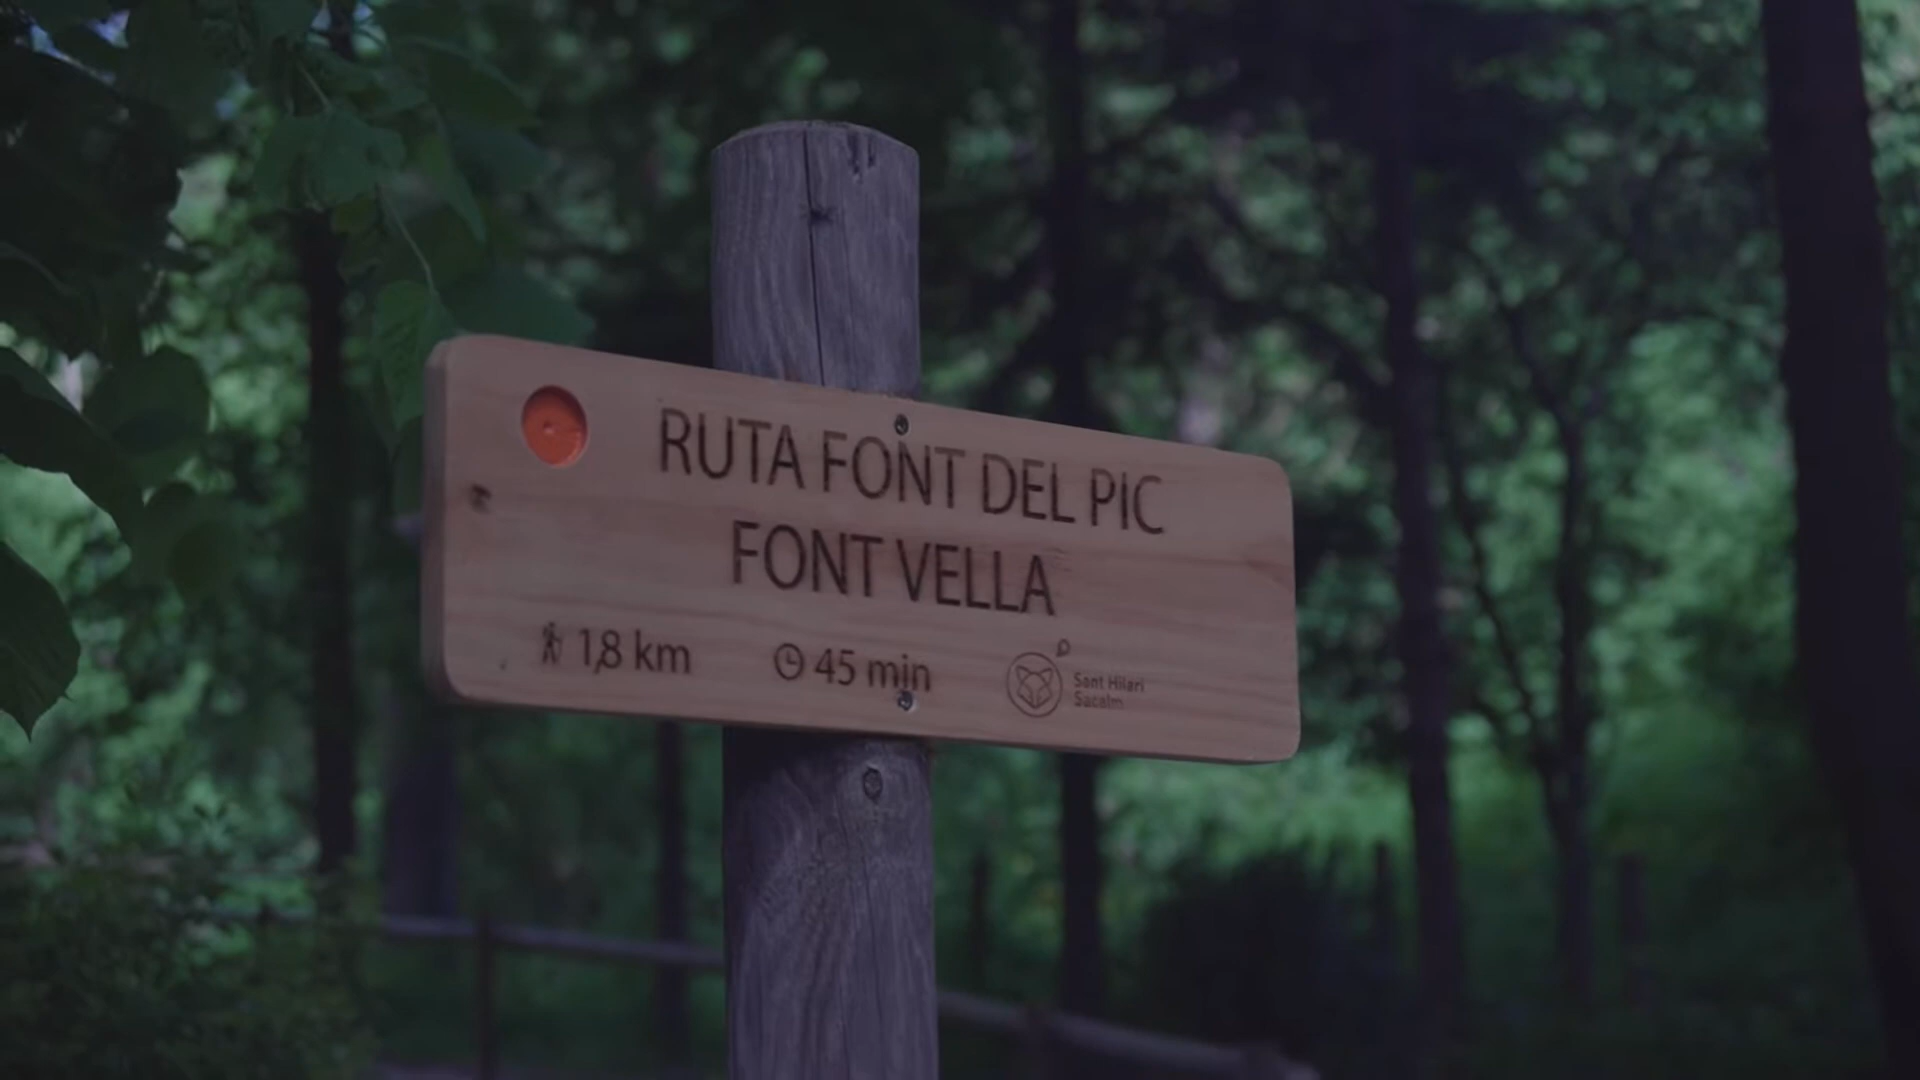 RUTA FONT DEL PIC
FONT VELLA
1,8 km 45 min
Sant Hilari
Sacalm